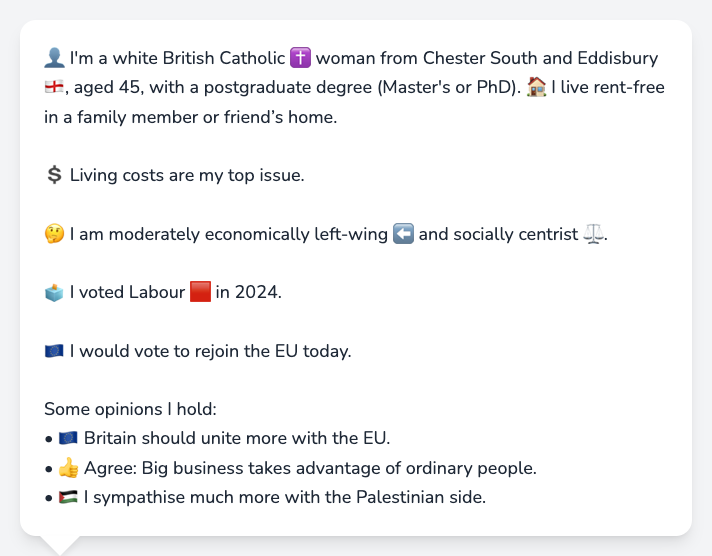 👤 I'm a white British Catholic ✝️ woman from Chester South and Eddisbury
🏴󠁧󠁢󠁥󠁮󠁧󠁿, aged 45, with a postgraduate degree (Master's or PhD). 🏠 I live rent-free
in a family member or friend’s home.
💲 Living costs are my top issue.
🤔 I am moderately economically left-wing ⬅️ and socially centrist ⚖️.
🗳️ I voted Labour 🟥 in 2024.
🇪🇺 I would vote to rejoin the EU today.
Some opinions I hold:
• 🇪🇺 Britain should unite more with the EU.
• 👍 Agree: Big business takes advantage of ordinary people.
• 🇵🇸 I sympathise much more with the Palestinian side.